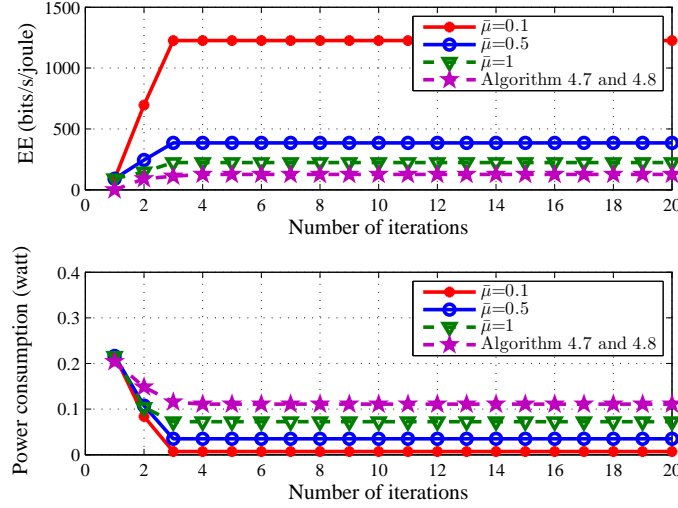 1500
1000
500
0
EE (bits/s/joule)
μ̄=0.1
μ̄=0.5
μ̄=1
Algorithm 4.7 and 4.8
0 2 4 6 8 10 12 14 16 18 20
Number of iterations
0.4
0.3
0.2
0.1
0
Power consumption (watt)
μ̄=0.1
μ̄=0.5
μ̄=1
Algorithm 4.7 and 4.8
0 2 4 6 8 10 12 14 16 18 20
Number of iterations